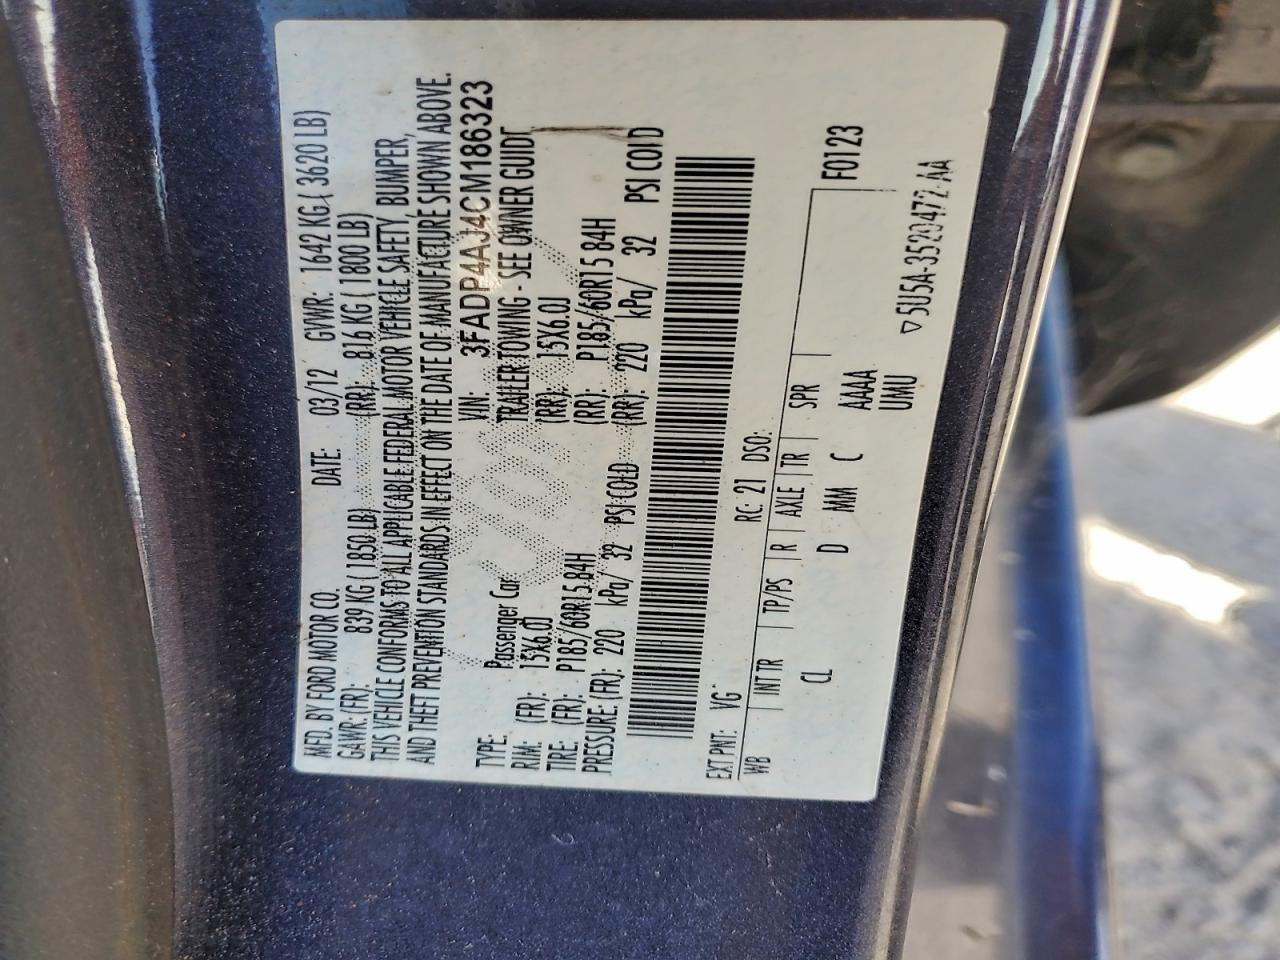 MFD. BY FORD MOTOR CO. DATE: 03/12 GVWR: 1642 KG ( 3620 LB)
GAWR: (FR): 839 KG ( 1850 LB) (RR): 816 KG ( 1800 LB)
THIS VEHICLE CONFORMS TO ALL APPLICABLE FEDERAL MOTOR VEHICLE SAFETY, BUMPER,
AND THEFT PREVENTION STANDARDS IN EFFECT ON THE DATE OF MANUFACTURE SHOWN ABOVE.
VIN: 3FADP4AJ4CM186323
TYPE: Passenger Car TRAILER TOWING - SEE OWNER GUIDE
RIM: (FR): 15X6.0J (RR): 15X6.0J
TIRE: (FR): P185/60R15 84H (RR): P185/60R15 84H
PRESSURE: (FR): 220 kPa/ 32 PSI COLD (RR): 220 kPa/ 32 PSI COLD
EXT PNT: VG RC: 21 DSO: F0123
WB INT TR TP/PS R AXLE TR SPR
CL D MM C AAAA
UMU
▽5U5A-3520472-AA